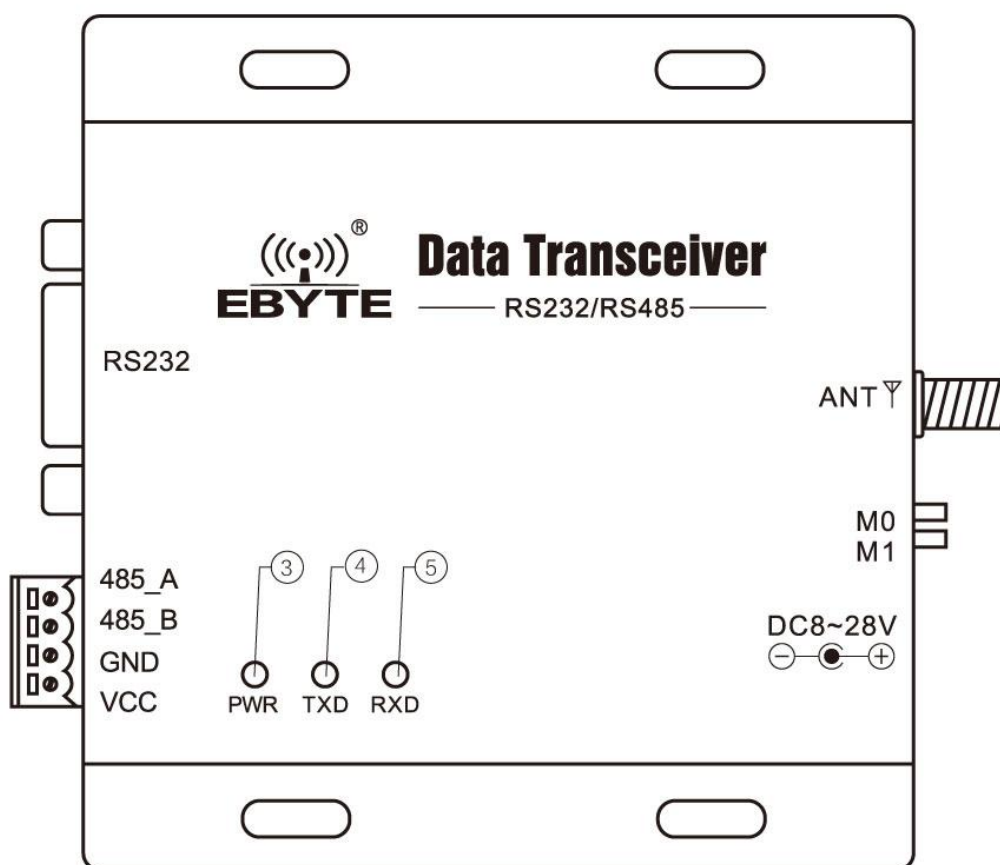 ®
EBYTE
Data Transceiver
RS232/RS485
RS232
ANT
M0
M1
485_A
485_B
GND
VCC
③ ④ ⑤
PWR TXD RXD
DC8~28V